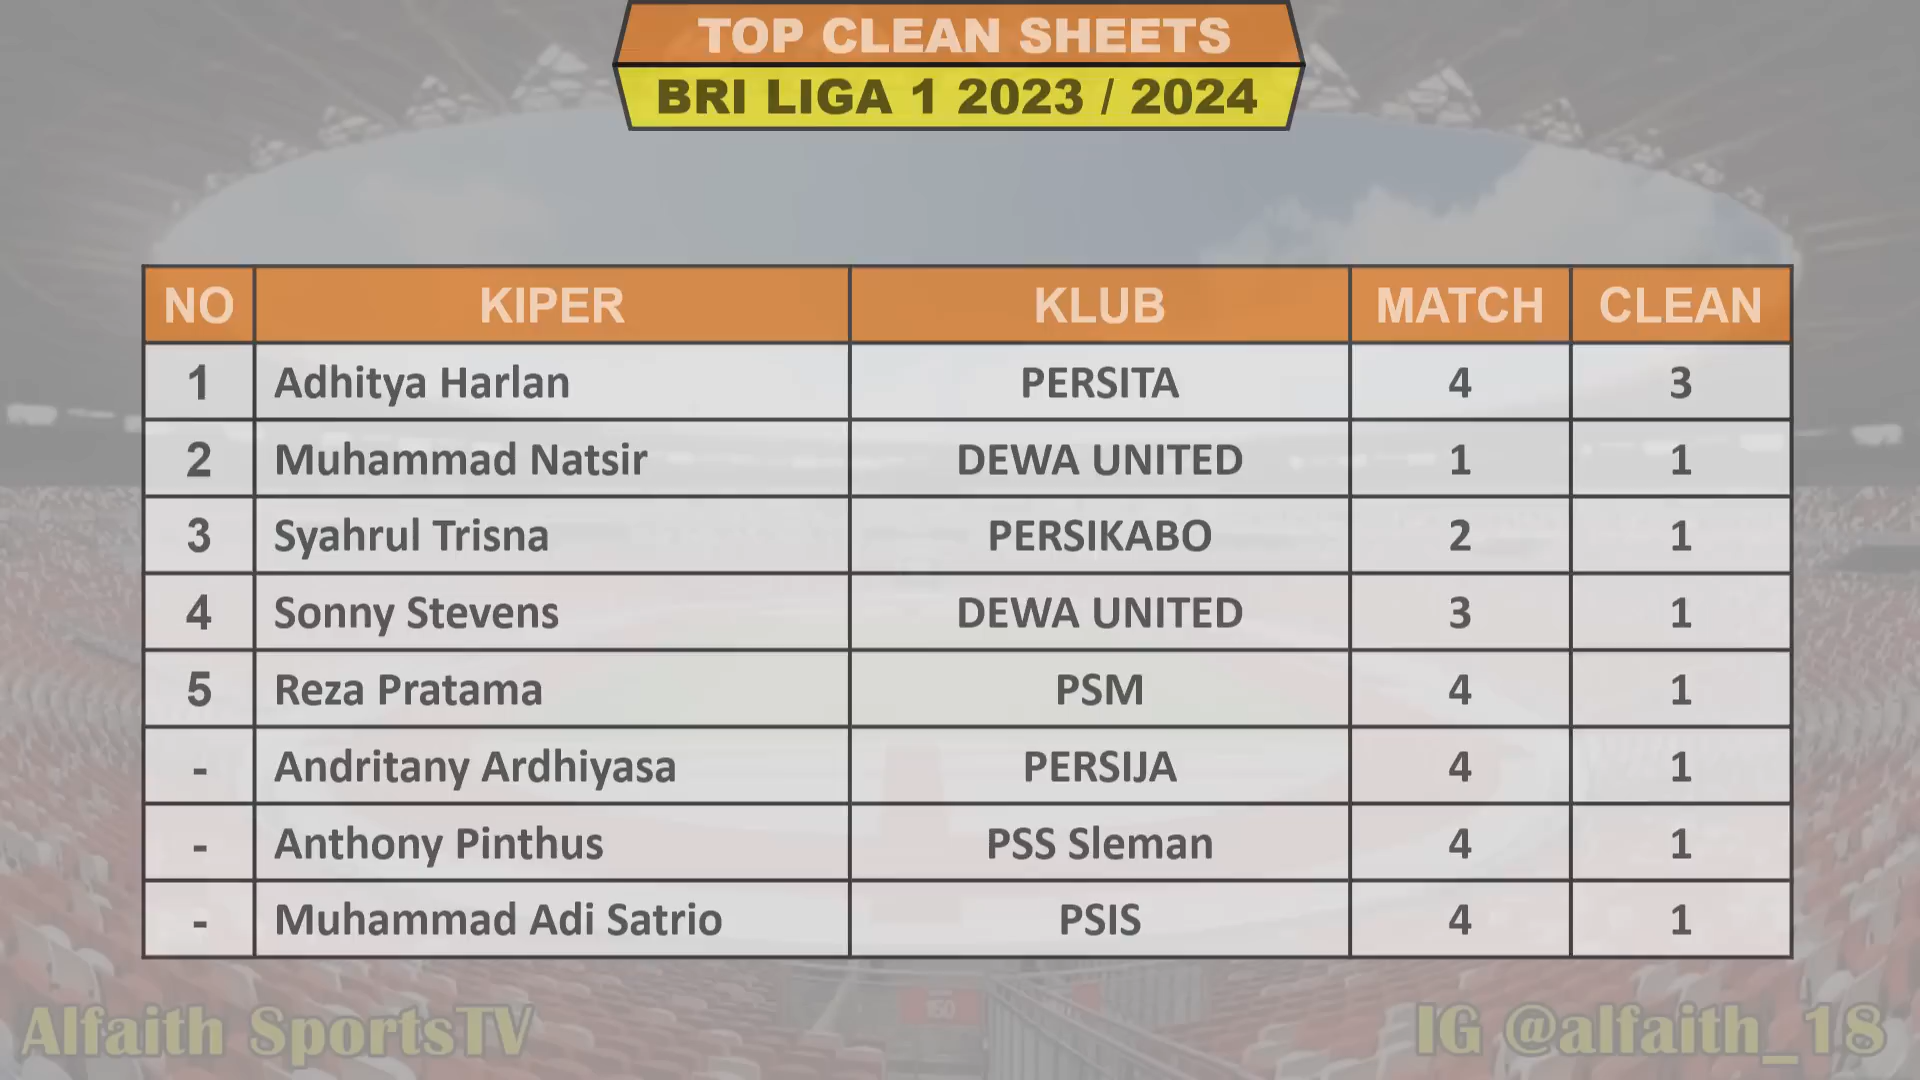 TOP CLEAN SHEETS
BRI LIGA 1 2023 / 2024
NO KIPER KLUB MATCH CLEAN
1 Adhitya Harlan PERSITA 4 3
2 Muhammad Natsir DEWA UNITED 1 1
3 Syahrul Trisna PERSIKABO 2 1
4 Sonny Stevens DEWA UNITED 3 1
5 Reza Pratama PSM 4 1
- Andritany Ardhiyasa PERSIJA 4 1
- Anthony Pinthus PSS Sleman 4 1
- Muhammad Adi Satrio PSIS 4 1
Alfaith SportsTV IG @alfaith_18